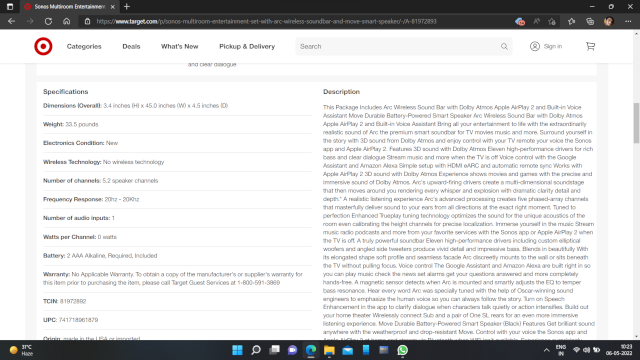 Sonos Multiroom Entertainment
https://www.target.com/p/sonos-multiroom-entertainment-set-with-arc-wireless-soundbar-and-move-smart-speaker/-/A-81972893
Categories Deals What's New Pickup & Delivery Search Sign in
and clear dialogue
Specifications
Dimensions (Overall): 3.4 inches (H) x 45.0 inches (W) x 4.5 inches (D)
Weight: 33.5 pounds
Electronics Condition: New
Wireless Technology: No wireless technology
Number of channels: 5.2 speaker channels
Frequency Response: 20hz - 20Khz
Number of audio inputs: 1
Watts per Channel: 0 watts
Battery: 2 AAA Alkaline, Required, Included
Warranty: No Applicable Warranty. To obtain a copy of the manufacturer's or supplier's warranty for
this item prior to purchasing the item, please call Target Guest Services at 1-800-591-3869
TCIN: 81972892
UPC: 741718961879
Origin: made in the USA or imported
Description
This Package Includes Arc Wireless Sound Bar with Dolby Atmos Apple AirPlay 2 and Built-in Voice
Assistant Move Durable Battery-Powered Smart Speaker Arc Wireless Sound Bar with Dolby Atmos
Apple AirPlay 2 and Built-in Voice Assistant Bring all your entertainment to life with the extraordinarily
realistic sound of Arc the premium smart soundbar for TV movies music and more. Surround yourself in
the story with 3D sound from Dolby Atmos and enjoy control with your TV remote your voice the Sonos
app and Apple AirPlay 2. Features 3D sound with Dolby Atmos Eleven high-performance drivers for rich
bass and clear dialogue Stream music and more when the TV is off Voice control with the Google
Assistant and Amazon Alexa Simple setup with HDMI eARC and automatic remote sync Works with
Apple AirPlay 2 3D sound with Dolby Atmos Experience shows movies and games with the precise and
immersive sound of Dolby Atmos. Arc's upward-firing drivers create a multi-dimensional soundstage
that then moves around you rendering every whisper and explosion with dramatic clarity detail and
depth.* A realistic listening experience Arc's advanced processing creates five phased-array channels
that masterfully deliver sound to your ears from all directions at the exact right moment. Tuned to
perfection Enhanced Trueplay tuning technology optimizes the sound for the unique acoustics of the
room even calibrating the height channels for precise localization. Immerse yourself in the music Stream
music radio podcasts and more from your favorite services with the Sonos app or Apple AirPlay 2 when
the TV is off. A truly powerful soundbar Eleven high-performance drivers including custom elliptical
woofers and angled side tweeters produce vivid detail and impressive bass. Blends in beautifully With
its elongated shape soft profile and seamless facade Arc discreetly mounts to the wall or sits beneath
the TV without pulling focus. Voice control The Google Assistant and Amazon Alexa are built right in so
you can play music check the news set alarms get your questions answered and more completely
hands-free. A magnetic sensor detects when Arc is mounted and smartly adjusts the EQ to temper
bass resonance. Hear every word Arc was specially tuned with the help of Oscar-winning sound
engineers to emphasize the human voice so you can always follow the story. Turn on Speech
Enhancement in the app to clarify dialogue when characters talk quietly or action intensifies. Build out
your home theater Wirelessly connect Sub and a pair of One SL rears for an even more immersive
listening experience. Move Durable Battery-Powered Smart Speaker (Black) Features Get brilliant sound
anywhere with the weatherproof and drop-resistant Move. Control with your voice the Sonos app and
31°C
Haze
ENG
IN
10:23
06-05-2022